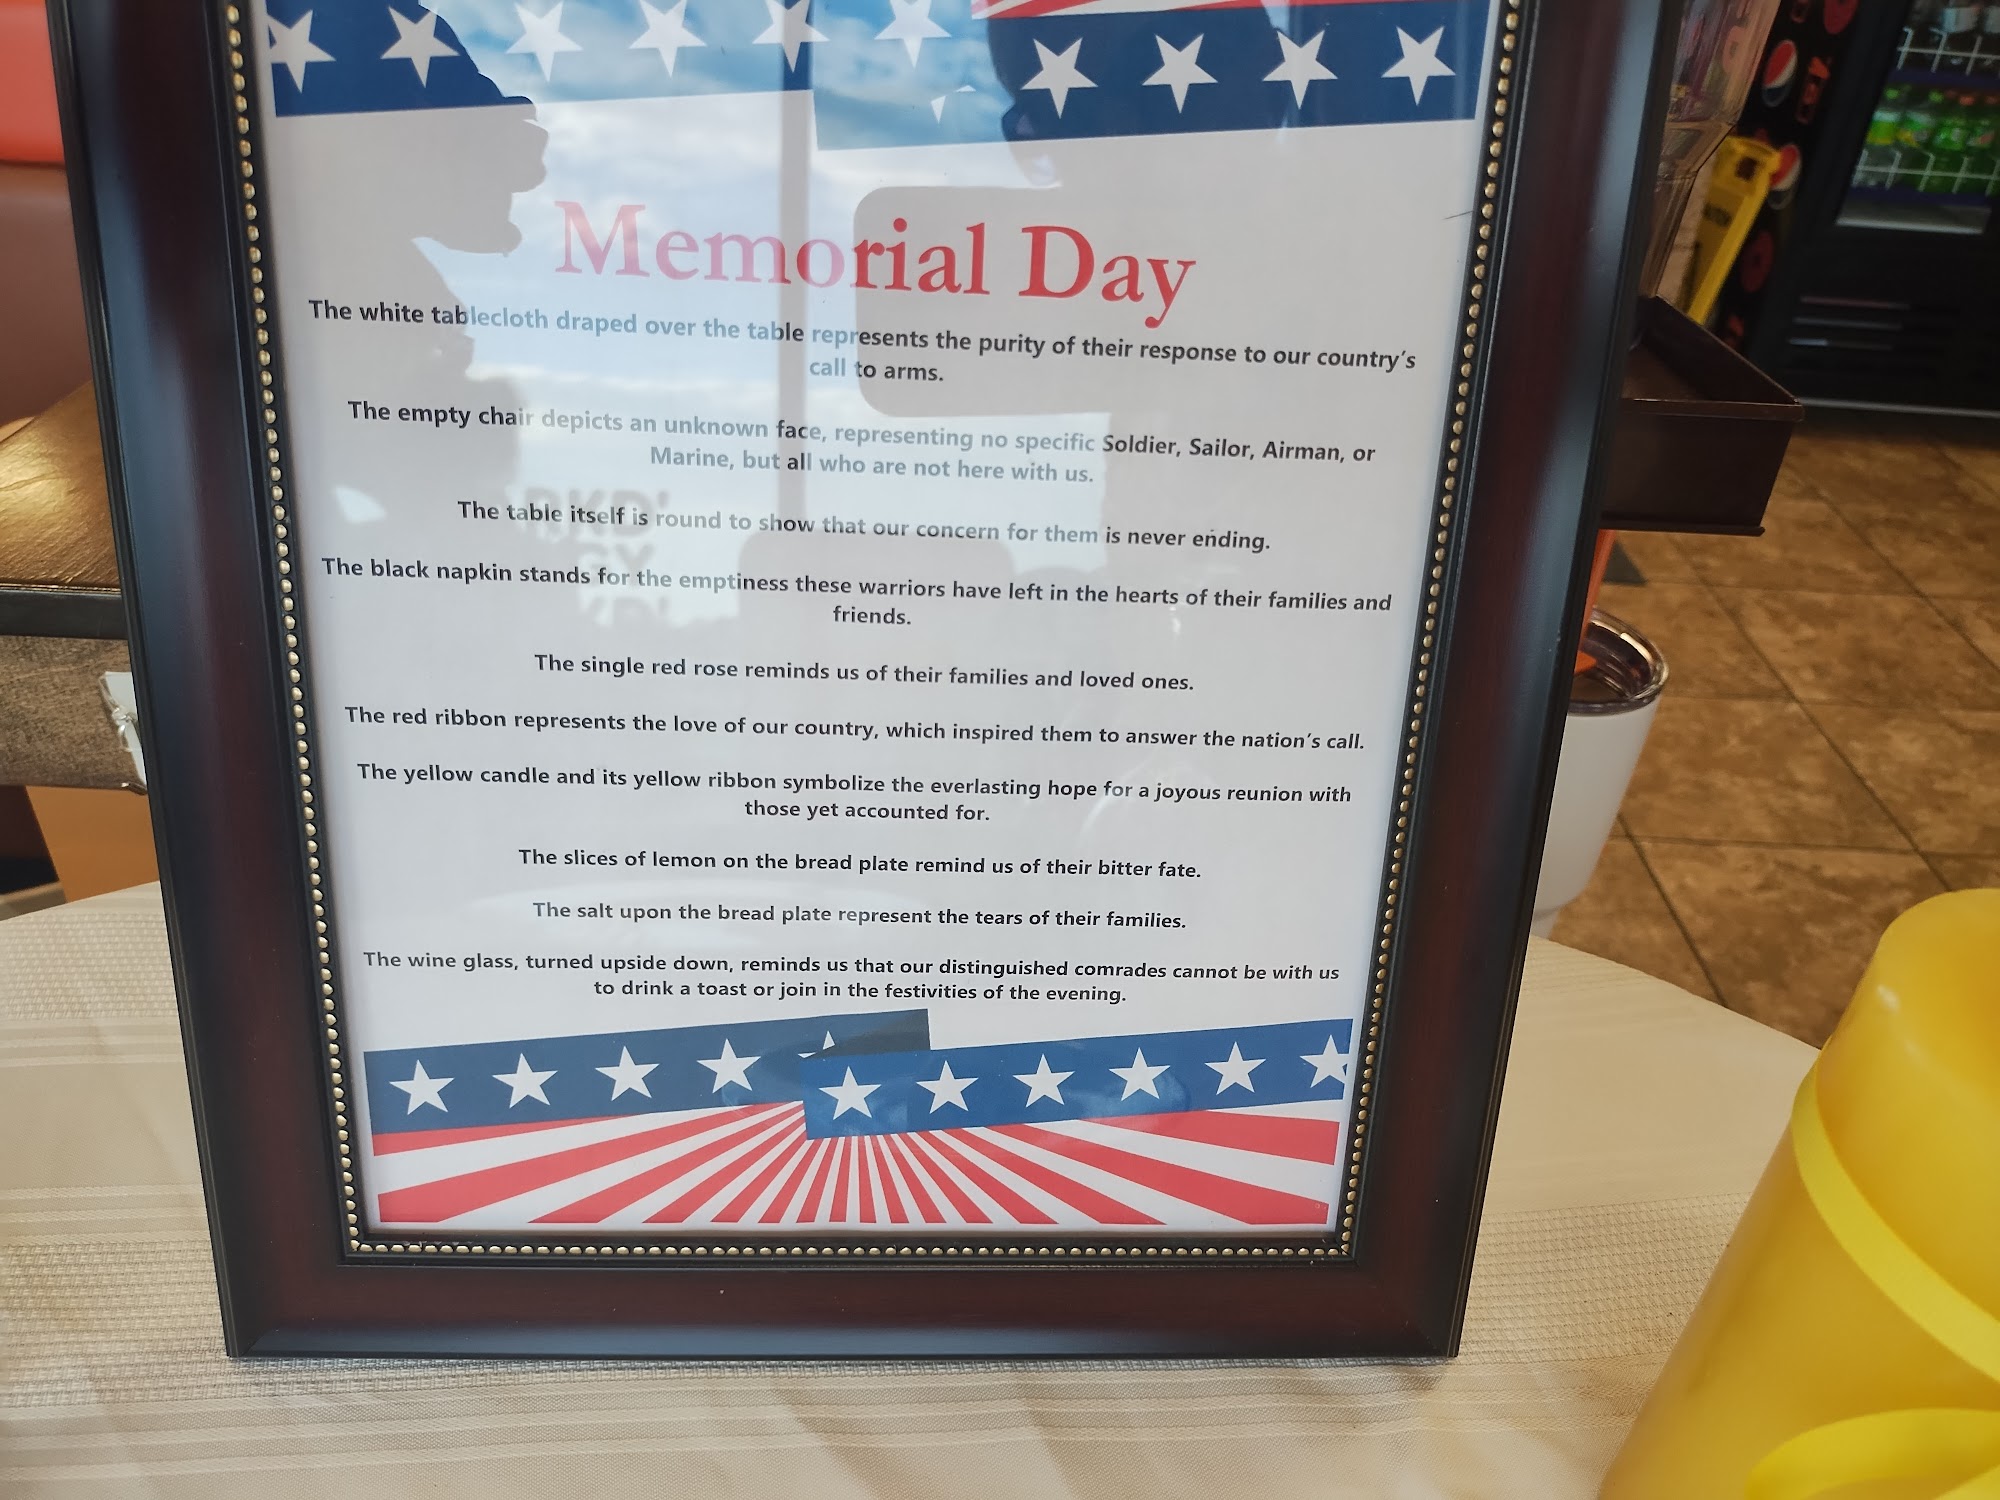 Memorial Day
The white tablecloth draped over the table represents the purity of their response to our country's
call to arms.
The empty chair depicts an unknown face, representing no specific Soldier, Sailor, Airman, or
Marine, but all who are not here with us.
The table itself is round to show that our concern for them is never ending.
The black napkin stands for the emptiness these warriors have left in the hearts of their families and
friends.
The single red rose reminds us of their families and loved ones.
The red ribbon represents the love of our country, which inspired them to answer the nation's call.
The yellow candle and its yellow ribbon symbolize the everlasting hope for a joyous reunion with
those yet accounted for.
The slices of lemon on the bread plate remind us of their bitter fate.
The salt upon the bread plate represent the tears of their families.
The wine glass, turned upside down, reminds us that our distinguished comrades cannot be with us
to drink a toast or join in the festivities of the evening.